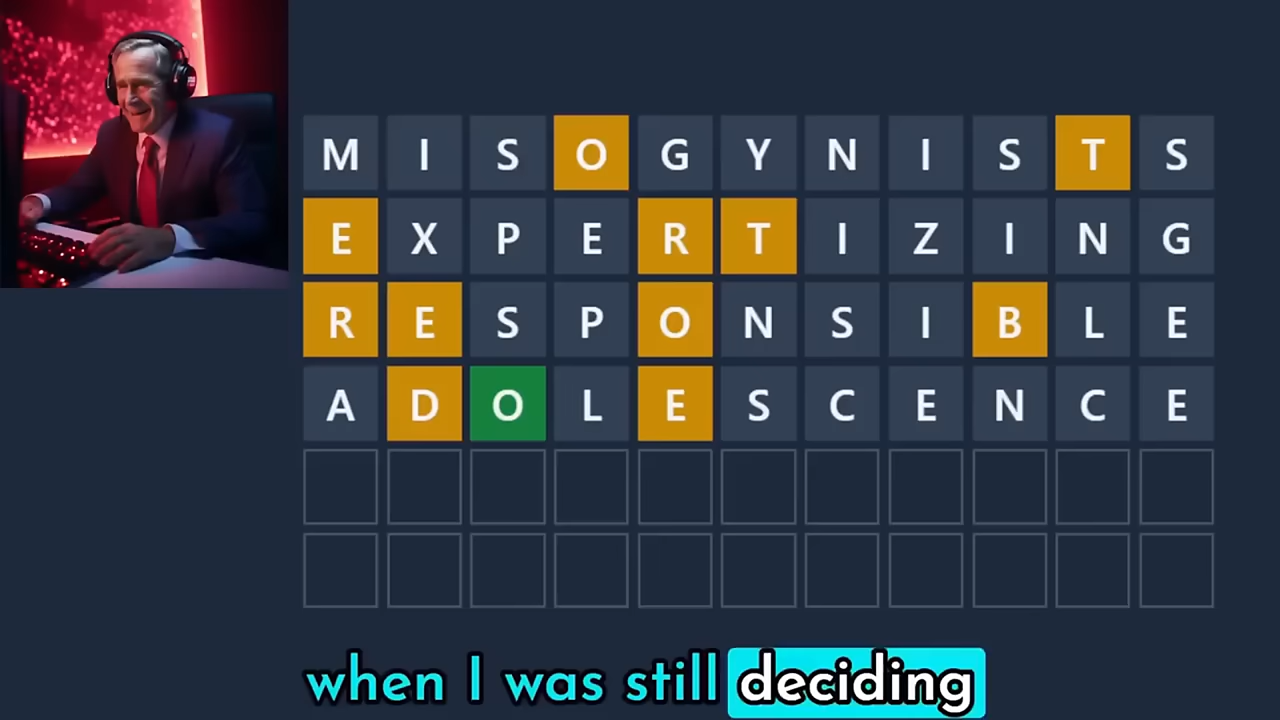 MISOGYNISTS
EXPERTIZING
RESPONSIBLE
ADOLESCENCE
when I was still deciding